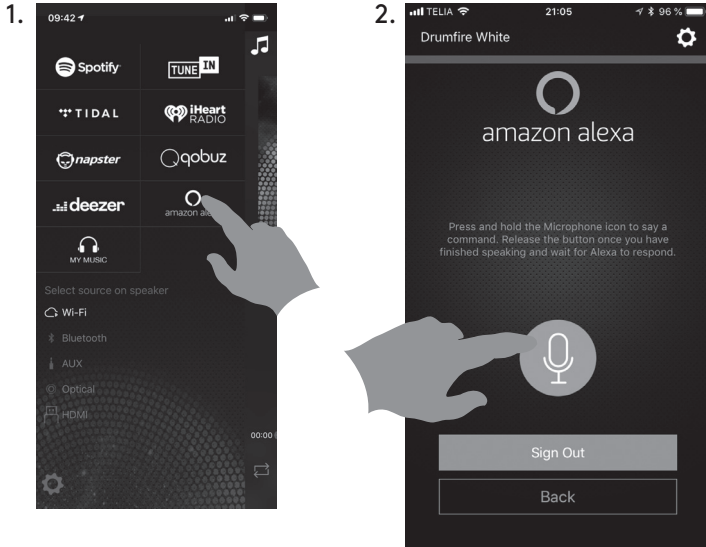 1.
09:42
Spotify
TUNE IN
TIDAL
iHeart
RADIO
napster
qobuz
deezer
amazon ale
MY MUSIC
Select source on speaker
Wi-Fi
Bluetooth
AUX
Optical
HDMI
00:00
2.
TELIA
21:05
96 %
Drumfire White
amazon alexa
Press and hold the Microphone icon to say a
command. Release the button once you have
finished speaking and wait for Alexa to respond.
Sign Out
Back